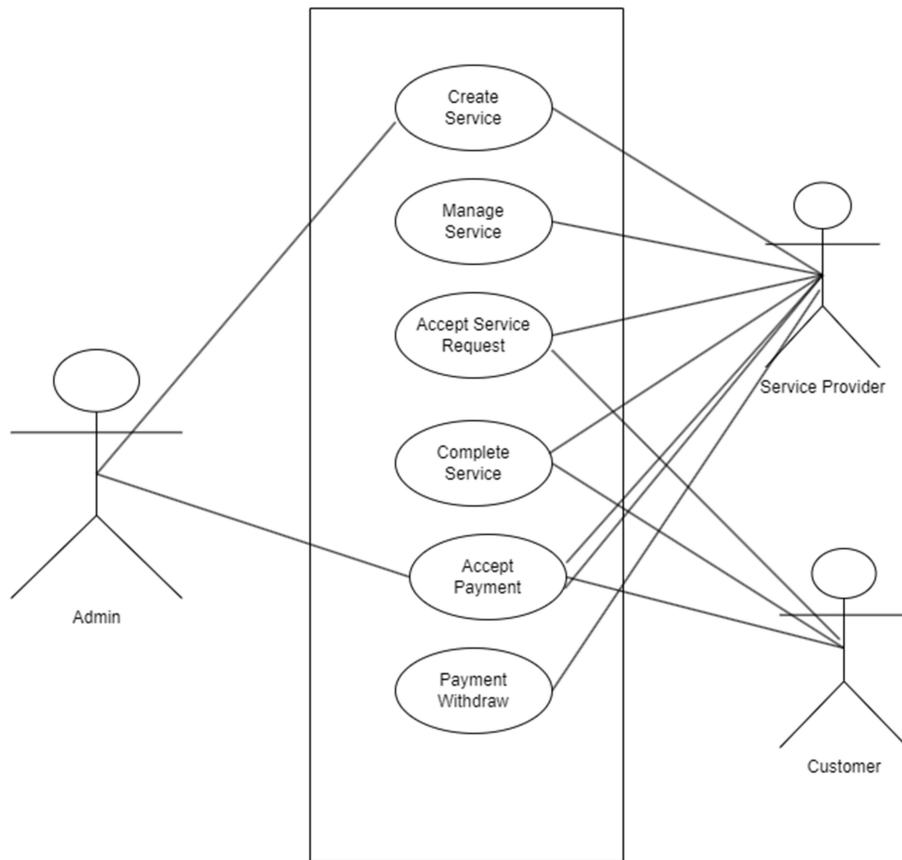 Create
Service
Manage
Service
Accept Service
Request
Service Provider
Complete
Service
Accept
Payment
Admin
Payment
Withdraw
Customer